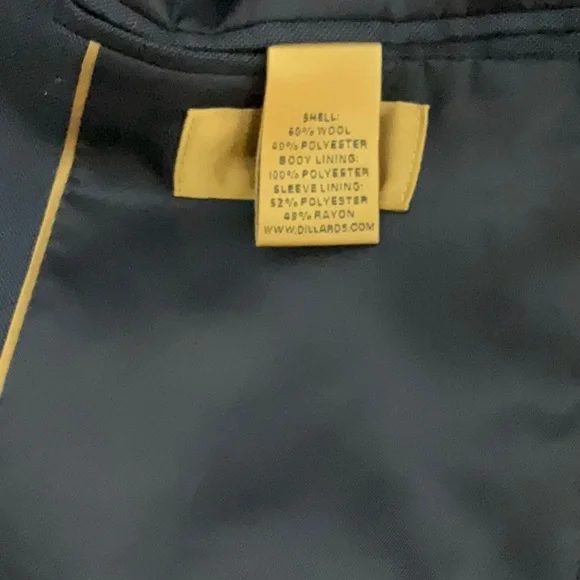 SHELL:
60% WOOL
40% POLYESTER
BODY LINING:
100% POLYESTER
SLEEVE LINING:
52% POLYESTER
48% RAYON
WWW.DILLARDS.COM